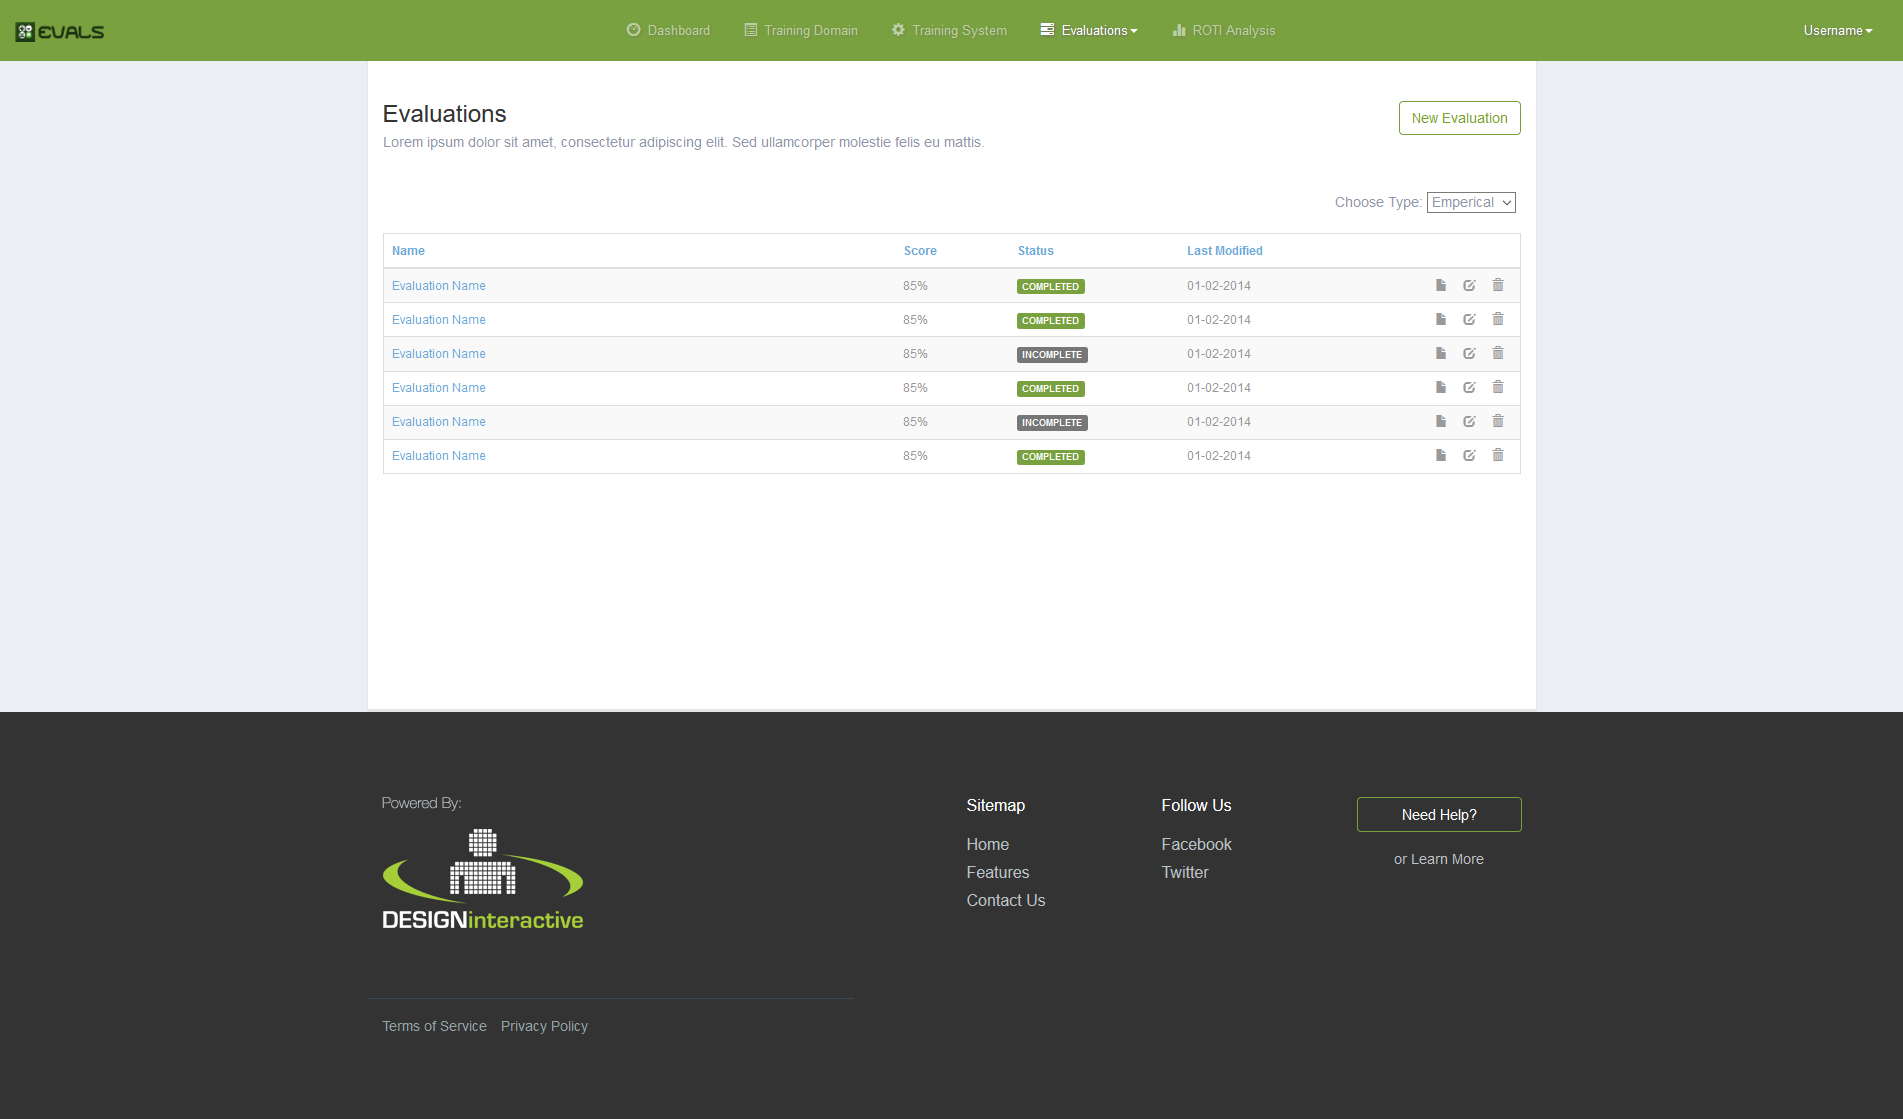 EVALS Dashboard Training Domain Training System Evaluations ROTI Analysis Username
Evaluations
New Evaluation
Lorem ipsum dolor sit amet, consectetur adipiscing elit. Sed ullamcorper molestie felis eu mattis.
Choose Type: Emperical
Name Score Status Last Modified
Evaluation Name 85% COMPLETED 01-02-2014
Evaluation Name 85% COMPLETED 01-02-2014
Evaluation Name 85% INCOMPLETE 01-02-2014
Evaluation Name 85% COMPLETED 01-02-2014
Evaluation Name 85% INCOMPLETE 01-02-2014
Evaluation Name 85% COMPLETED 01-02-2014
Powered By:
DESIGNinteractive
Sitemap
Home
Features
Contact Us
Follow Us
Facebook
Twitter
Need Help?
or Learn More
Terms of Service Privacy Policy